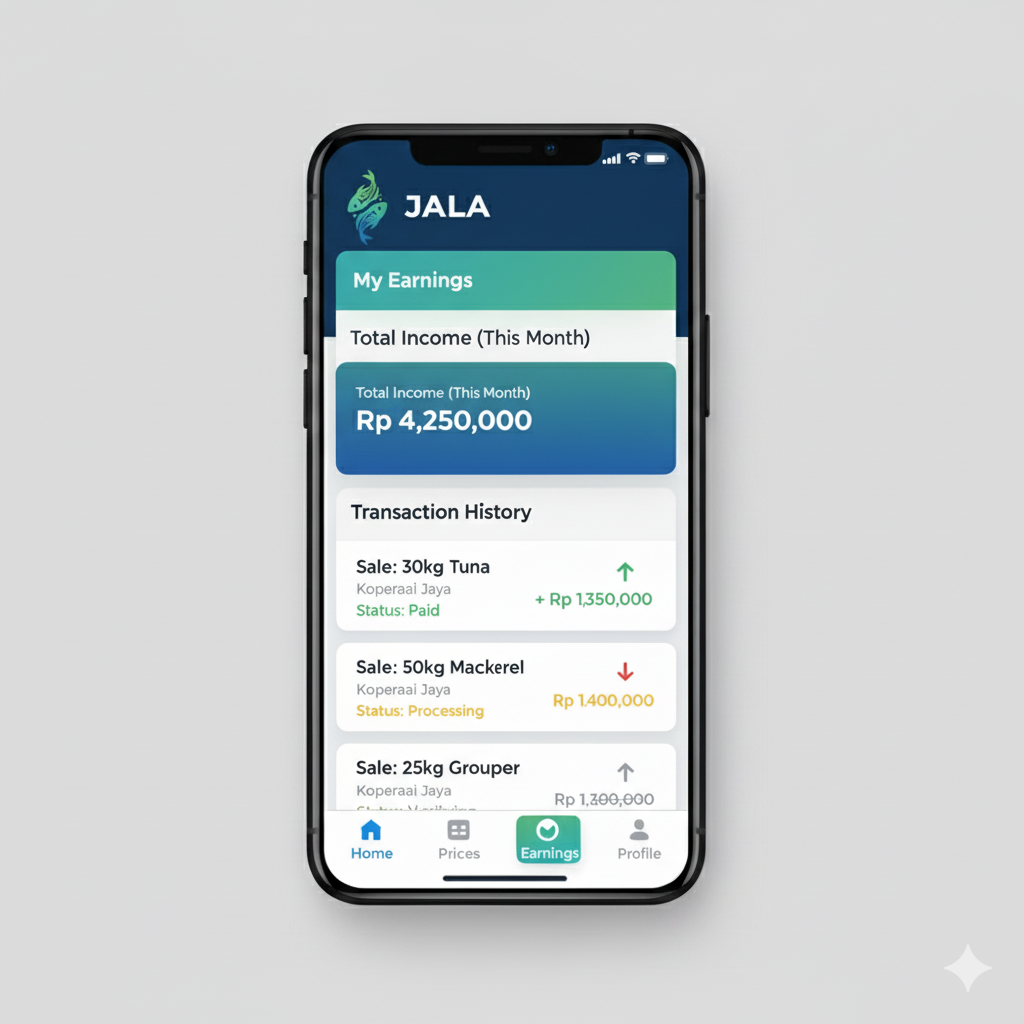 JALA
My Earnings
Total Income (This Month)
Total Income (This Month)
Rp 4,250,000
Transaction History
Sale: 30kg Tuna
Koperaai Jaya
+ Rp 1,350,000
Status: Paid
Sale: 50kg Mackerel
Koperaai Jaya
Rp 1.400,000
Status: Processing
Sale: 25kg Grouper
Koperaai Jaya
Rp 1,300,000
Home
Prices
Earnings
Profile